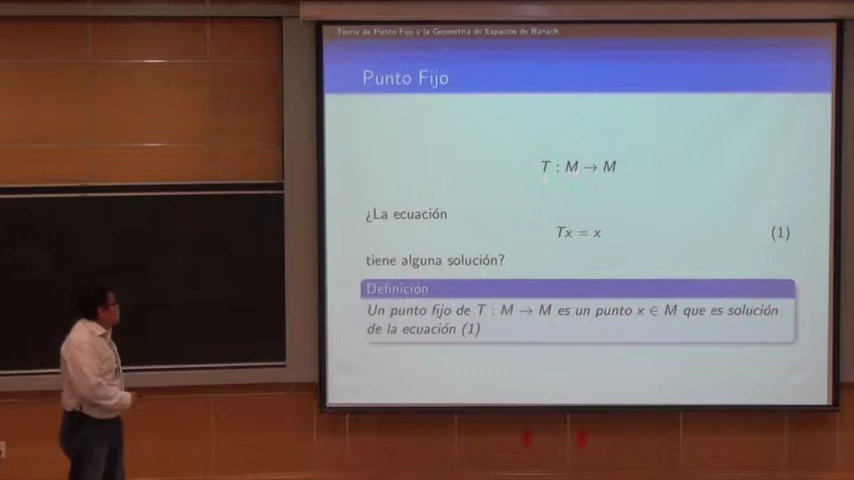 Teoría de Punto Fijo y la Geometría de Espacios de Banach
Punto Fijo
T : M → M
¿La ecuación
Tx = x (1)
tiene alguna solución?
Definición
Un punto fijo de T : M → M es un punto x ∈ M que es solución
de la ecuación (1)